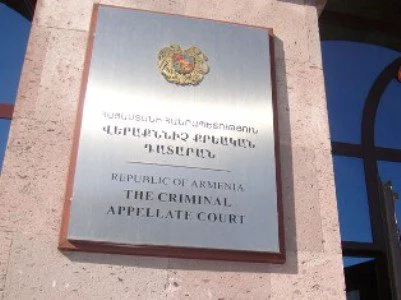 ՀԱՅԱՍՏԱՆԻ ՀԱՆՐԱՊԵՏՈՒԹՅՈՒՆ
ՎԵՐԱՔՆՆԻՉ ՔՐԵԱԿԱՆ
ԴԱՏԱՐԱՆ
REPUBLIC OF ARMENIA
THE CRIMINAL
APPELLATE COURT